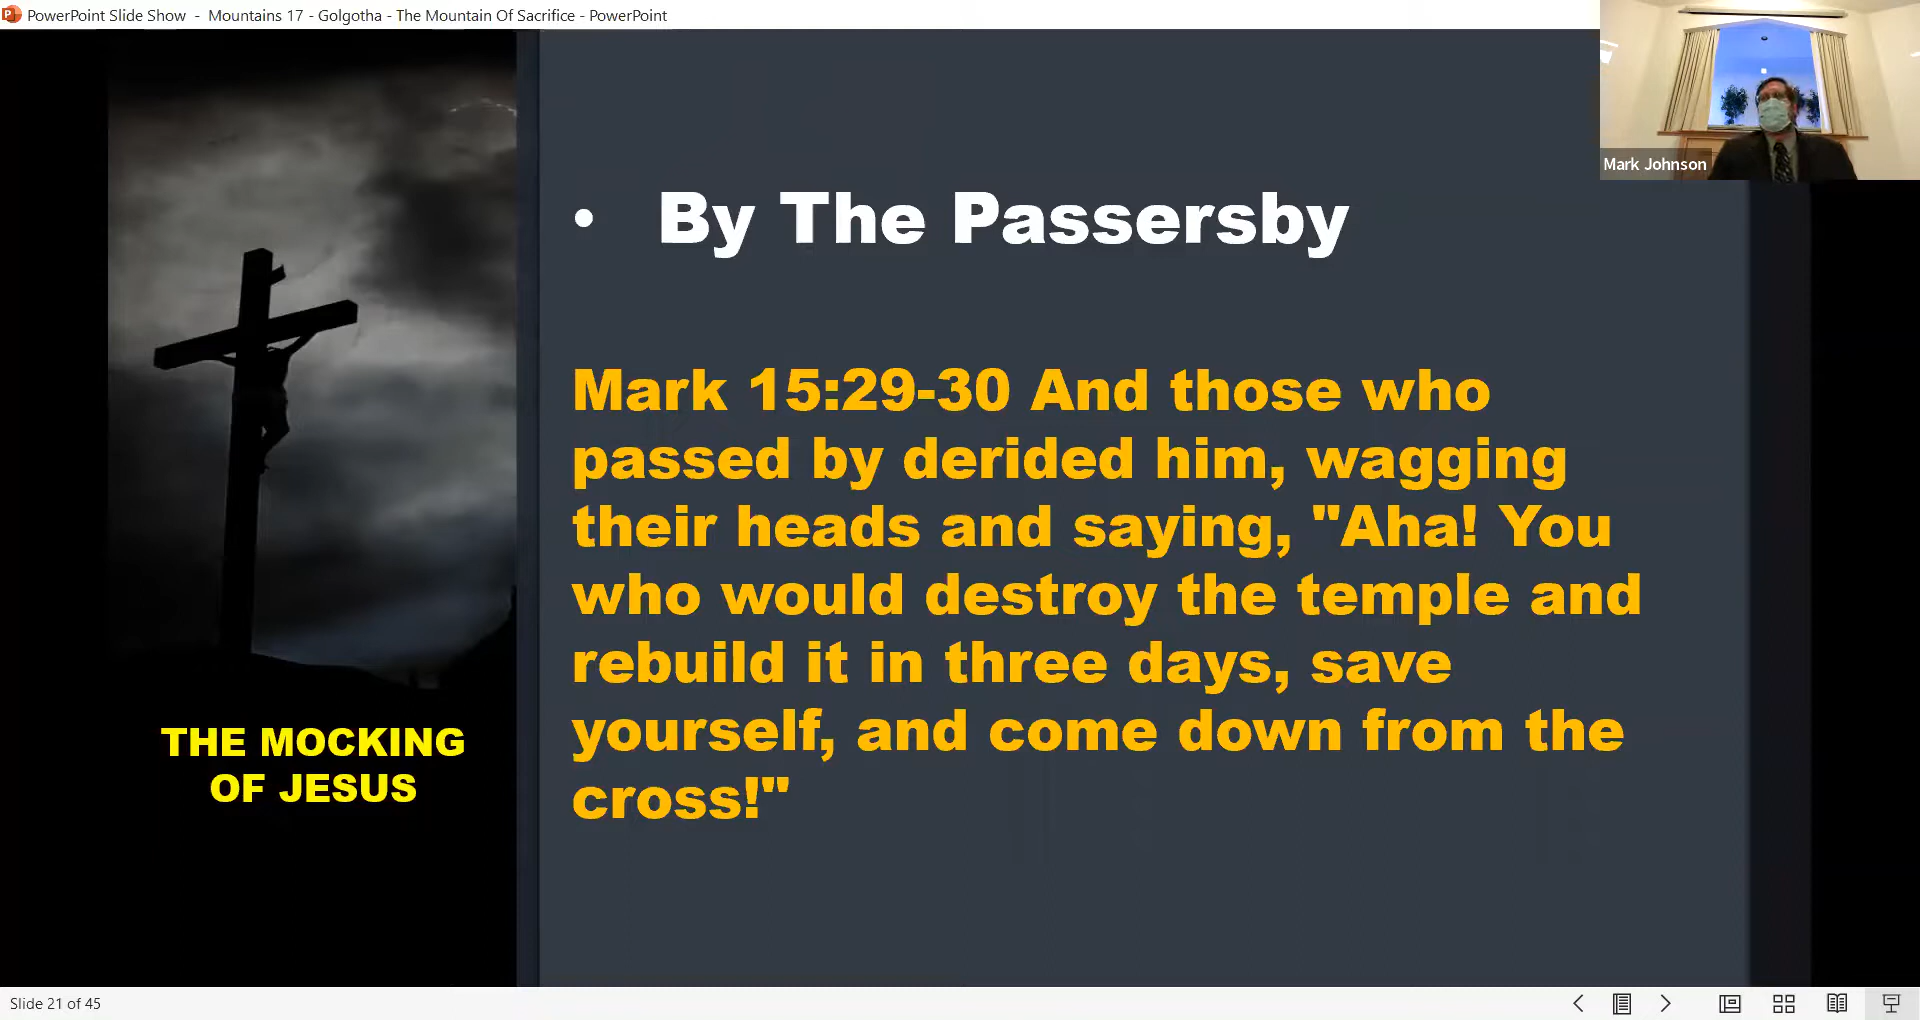 PowerPoint Slide Show - Mountains 17 - Golgotha - The Mountain Of Sacrifice - PowerPoint
Mark Johnson
• By The Passersby
Mark 15:29-30 And those who
passed by derided him, wagging
their heads and saying, "Aha! You
who would destroy the temple and
rebuild it in three days, save
yourself, and come down from the
cross!"
THE MOCKING
OF JESUS
Slide 21 of 45